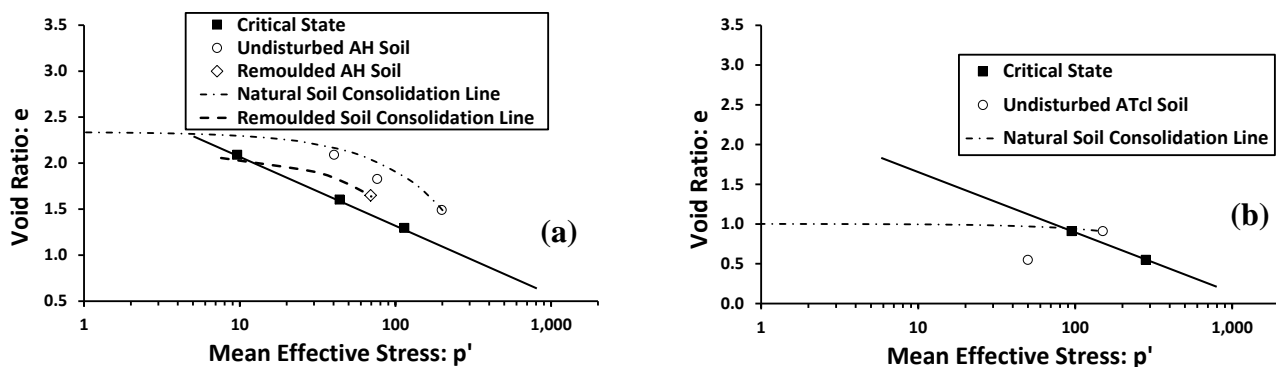 3.5
3.0
2.5
2.0
1.5
1.0
0.5
Void Ratio: e
Critical State
Undisturbed AH Soil
Remoulded AH Soil
Natural Soil Consolidation Line
Remoulded Soil Consolidation Line
(a)
1 10 100 1,000
Mean Effective Stress: p'
3.5
3.0
2.5
2.0
1.5
1.0
0.5
0.0
Void Ratio: e
Critical State
Undisturbed ATcl Soil
Natural Soil Consolidation Line
(b)
1 10 100 1,000
Mean Effective Stress: p'